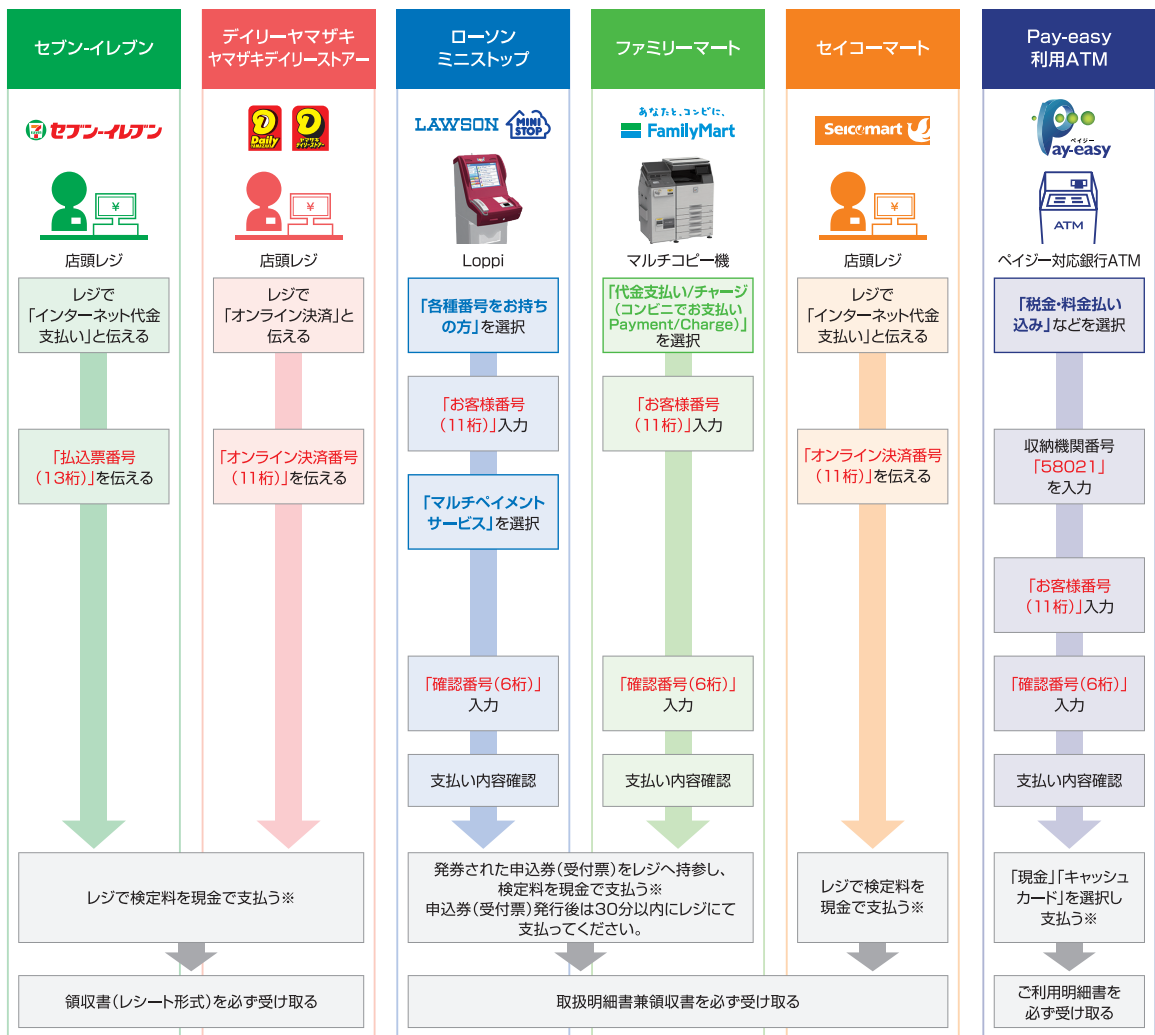 セブン-イレブン
セブン-イレブン
¥
店頭レジ
レジで
「インターネット代金
支払い」と伝える
「払込票番号
(13桁)」を伝える
デイリーヤマザキ
ヤマザキデイリーストアー
Daily
YAMAZAKI
ヤマザキ
デイリーストアー
¥
店頭レジ
レジで
「オンライン決済」と
伝える
「オンライン決済番号
(11桁)」を伝える
レジで検定料を現金で支払う※
領収書(レシート形式)を必ず受け取る
ローソン
ミニストップ
LAWSON
MINI
STOP
Loppi
「各種番号をお持ち
の方」を選択
「お客様番号
(11桁)」入力
「マルチペイメント
サービス」を選択
「確認番号(6桁)」
入力
支払い内容確認
ファミリーマート
あなたと、コンビに、
FamilyMart
マルチコピー機
「代金支払い/チャージ
(コンビニでお支払い
Payment/Charge)」
を選択
「お客様番号
(11桁)」入力
「確認番号(6桁)」
入力
支払い内容確認
発券された申込券(受付票)をレジへ持参し、
検定料を現金で支払う※
申込券(受付票)発行後は30分以内にレジにて
支払ってください。
セイコーマート
Seicomart
¥
店頭レジ
レジで
「インターネット代金
支払い」と伝える
「オンライン決済番号
(11桁)」を伝える
レジで検定料を
現金で支払う※
取扱明細書兼領収書を必ず受け取る
Pay-easy
利用ATM
ペイジー
Pay-easy
ATM
ペイジー対応銀行ATM
「税金・料金払い
込み」などを選択
収納機関番号
「58021」
を入力
「お客様番号
(11桁)」入力
「確認番号(6桁)」
入力
支払い内容確認
「現金」「キャッシュ
カード」を選択し
支払う※
ご利用明細書を
必ず受け取る